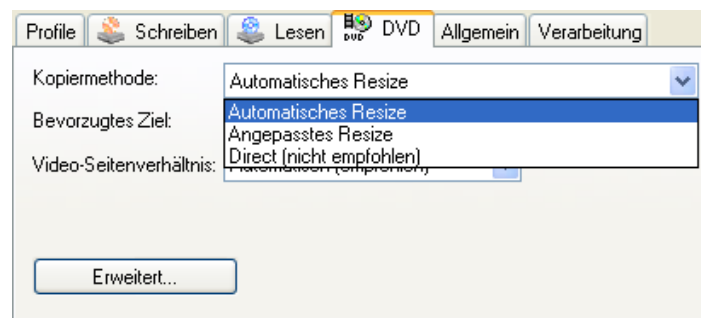 Profile Schreiben Lesen DVD Allgemein Verarbeitung
Kopiermethode: Automatisches Resize
Automatisches Resize
Bevorzugtes Ziel:
Angepasstes Resize
Direct (nicht empfohlen)
Video-Seitenverhältnis:
Erweitert...